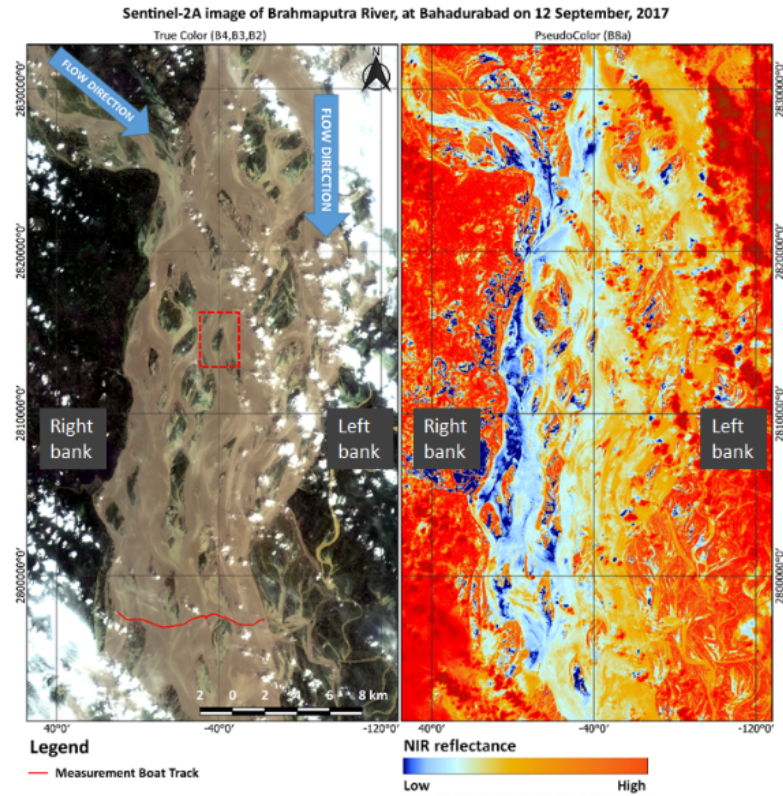 Sentinel-2A image of Brahmaputra River, at Bahadurabad on 12 September, 2017
True Color (B4,B3,B2)
PseudoColor (B8a)
N
FLOW DIRECTION
FLOW DIRECTION
2830000°0'
2820000°0'
2810000°0'
2800000°0'
2830000°0'
2820000°0'
2810000°0'
2800000°0'
Right
bank
Left
bank
Right
bank
Left
bank
2 0 2 4 6 8 km
-40°0' -40°0' -120°0'
-40°0' -40°0' -120°0'
Legend
Measurement Boat Track
NIR reflectance
Low High